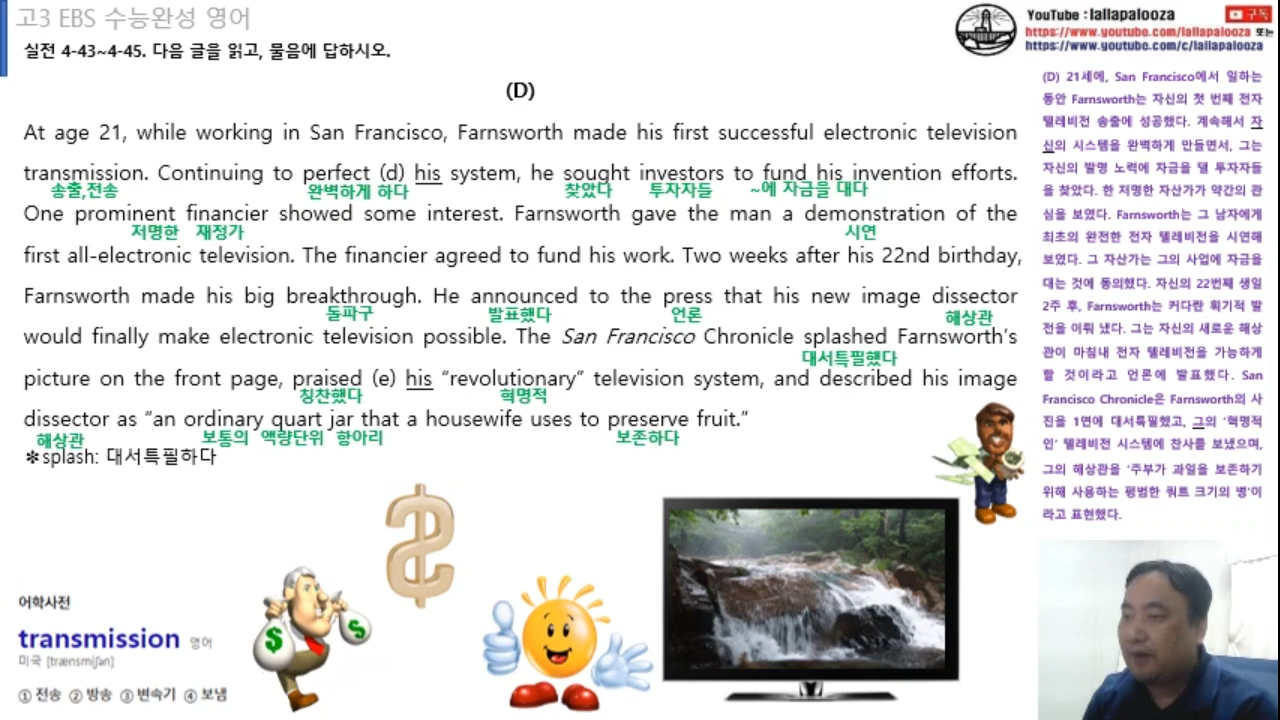 고3 EBS 수능완성 영어
실전 4-43~4-45. 다음 글을 읽고, 물음에 답하시오.
YouTube : lallapalooza
구독
https://www.youtube.com/lallapalooza 또는
https://www.youtube.com/c/lallapalooza
(D)
At age 21, while working in San Francisco, Farnsworth made his first successful electronic television
transmission. Continuing to perfect (d) his system, he sought investors to fund his invention efforts.
송출,전송 완벽하게 하다 찾았다 투자자들 ~에 자금을 대다
One prominent financier showed some interest. Farnsworth gave the man a demonstration of the
저명한 재정가 시연
first all-electronic television. The financier agreed to fund his work. Two weeks after his 22nd birthday,
Farnsworth made his big breakthrough. He announced to the press that his new image dissector
돌파구 발표했다 언론 해상관
would finally make electronic television possible. The San Francisco Chronicle splashed Farnsworth's
대서특필했다
picture on the front page, praised (e) his “revolutionary” television system, and described his image
칭찬했다 혁명적
dissector as “an ordinary quart jar that a housewife uses to preserve fruit.”
해상관 보통의 액량단위 항아리 보존하다
✻splash: 대서특필하다
(D) 21세에, San Francisco에서 일하는
동안 Farnsworth는 자신의 첫 번째 전자
텔레비전 송출에 성공했다. 계속해서 자
신의 시스템을 완벽하게 만들면서, 그는
자신의 발명 노력에 자금을 댈 투자자들
을 찾았다. 한 저명한 자산가가 약간의 관
심을 보였다. Farnsworth는 그 남자에게
최초의 완전한 전자 텔레비전을 시연해
보였다. 그 자산가는 그의 사업에 자금을
대는 것에 동의했다. 자신의 22번째 생일
2주 후, Farnsworth는 커다란 획기적 발
전을 이뤄 냈다. 그는 자신의 새로운 해상
관이 마침내 전자 텔레비전을 가능하게
할 것이라고 언론에 발표했다. San
Francisco Chronicle은 Farnsworth의 사
진을 1면에 대서특필했고, 그의 '혁명적
인' 텔레비전 시스템에 찬사를 보냈으며,
그의 해상관을 '주부가 과일을 보존하기
위해 사용하는 평범한 쿼트 크기의 병'이
라고 표현했다.
어학사전
transmission 영어
미국 [trænsmíʃən]
① 전송 ② 방송 ③ 변속기 ④ 보냄